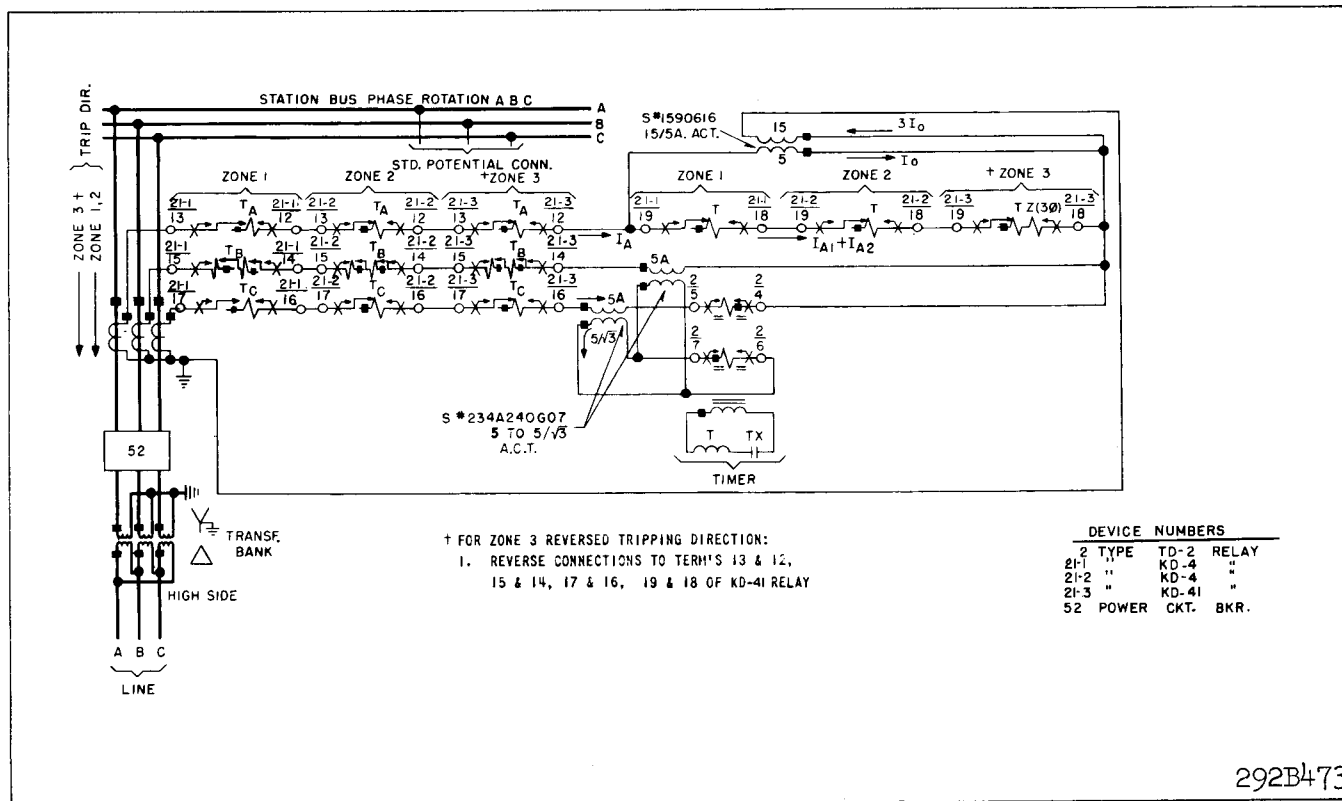 TRIP DIR.
ZONE 3 +
ZONE 1,2
STATION BUS PHASE ROTATION A B C
A
B
C
STD. POTENTIAL CONN.
S#1590616
15/5A. ACT.
15
5
3I0
I0
ZONE 1
ZONE 2
+ZONE 3
ZONE 1
ZONE 2
+ ZONE 3
21-1
13
TA
21-1
12
21-2
13
TA
21-2
12
21-3
13
TA
21-3
12
IA
21-1
19
T
21-1
18
IA1+IA2
21-2
19
T
21-2
18
21-3
19
T Z(3Ø)
21-3
18
21-1
15
TB
21-1
14
21-2
15
TB
21-2
14
21-3
15
TB
21-3
14
5A
21-1
17
TC
21-1
16
21-2
17
TC
21-2
16
21-3
17
TC
21-3
16
5A
2
5
2
4
5/√3
2
7
2
6
S#234A240G07
5 TO 5/√3
A.C.T.
T
TX
TIMER
52
TRANSF.
BANK
HIGH SIDE
A B C
LINE
+ FOR ZONE 3 REVERSED TRIPPING DIRECTION:
1. REVERSE CONNECTIONS TO TERM'S 13 & 12,
15 & 14, 17 & 16, 19 & 18 OF KD-41 RELAY
DEVICE NUMBERS
2 TYPE TD-2 RELAY
21-1 " KD-4 "
21-2 " KD-4 "
21-3 " KD-41 "
52 POWER CKT. BKR.
292B473